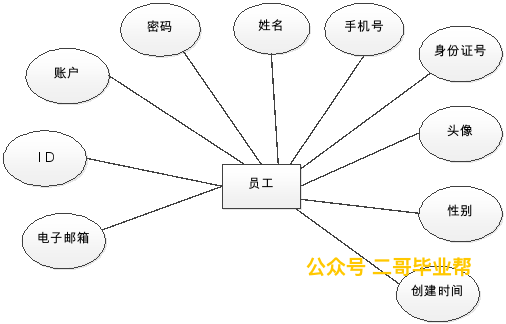 密码
姓名
手机号
身份证号
账户
头像
ID
员工
性别
电子邮箱
公众号 二哥毕业帮
创建时间